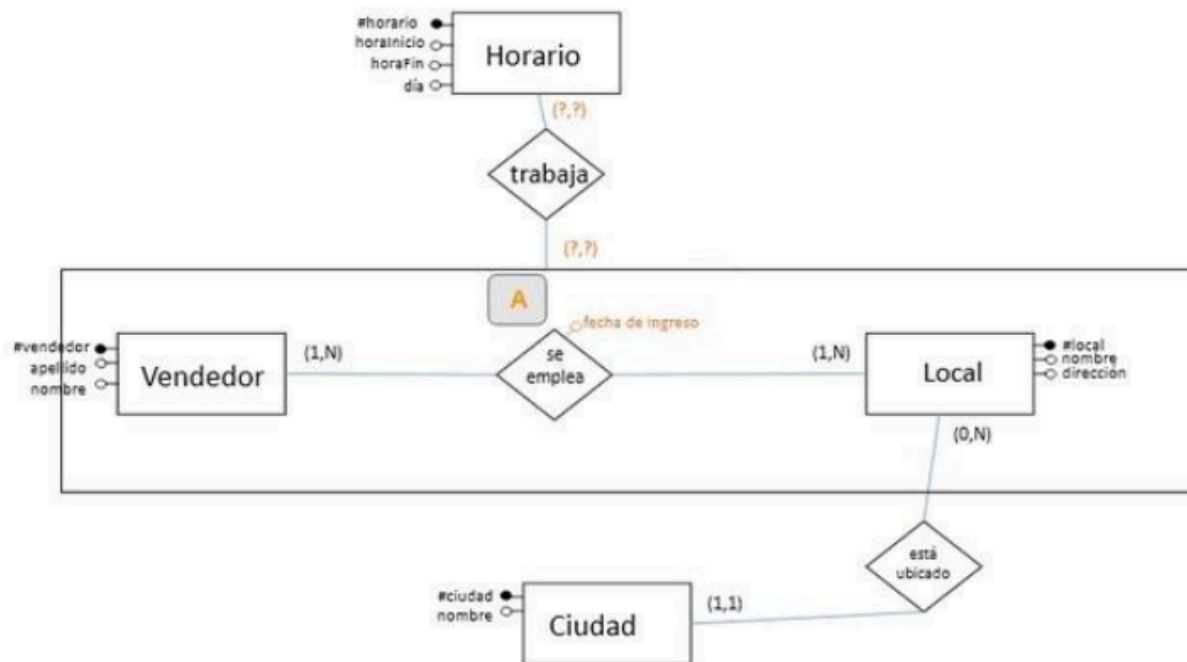 #horario
horaInicio
horaFin
día
Horario
(?,?)
trabaja
(?,?)
A
fecha de Ingreso
#vendedor
apellido
nombre
Vendedor
(1,N)
se
emplea
(1,N)
Local
#local
nombre
dirección
(0,N)
está
ubicado
#ciudad
nombre
Ciudad
(1,1)